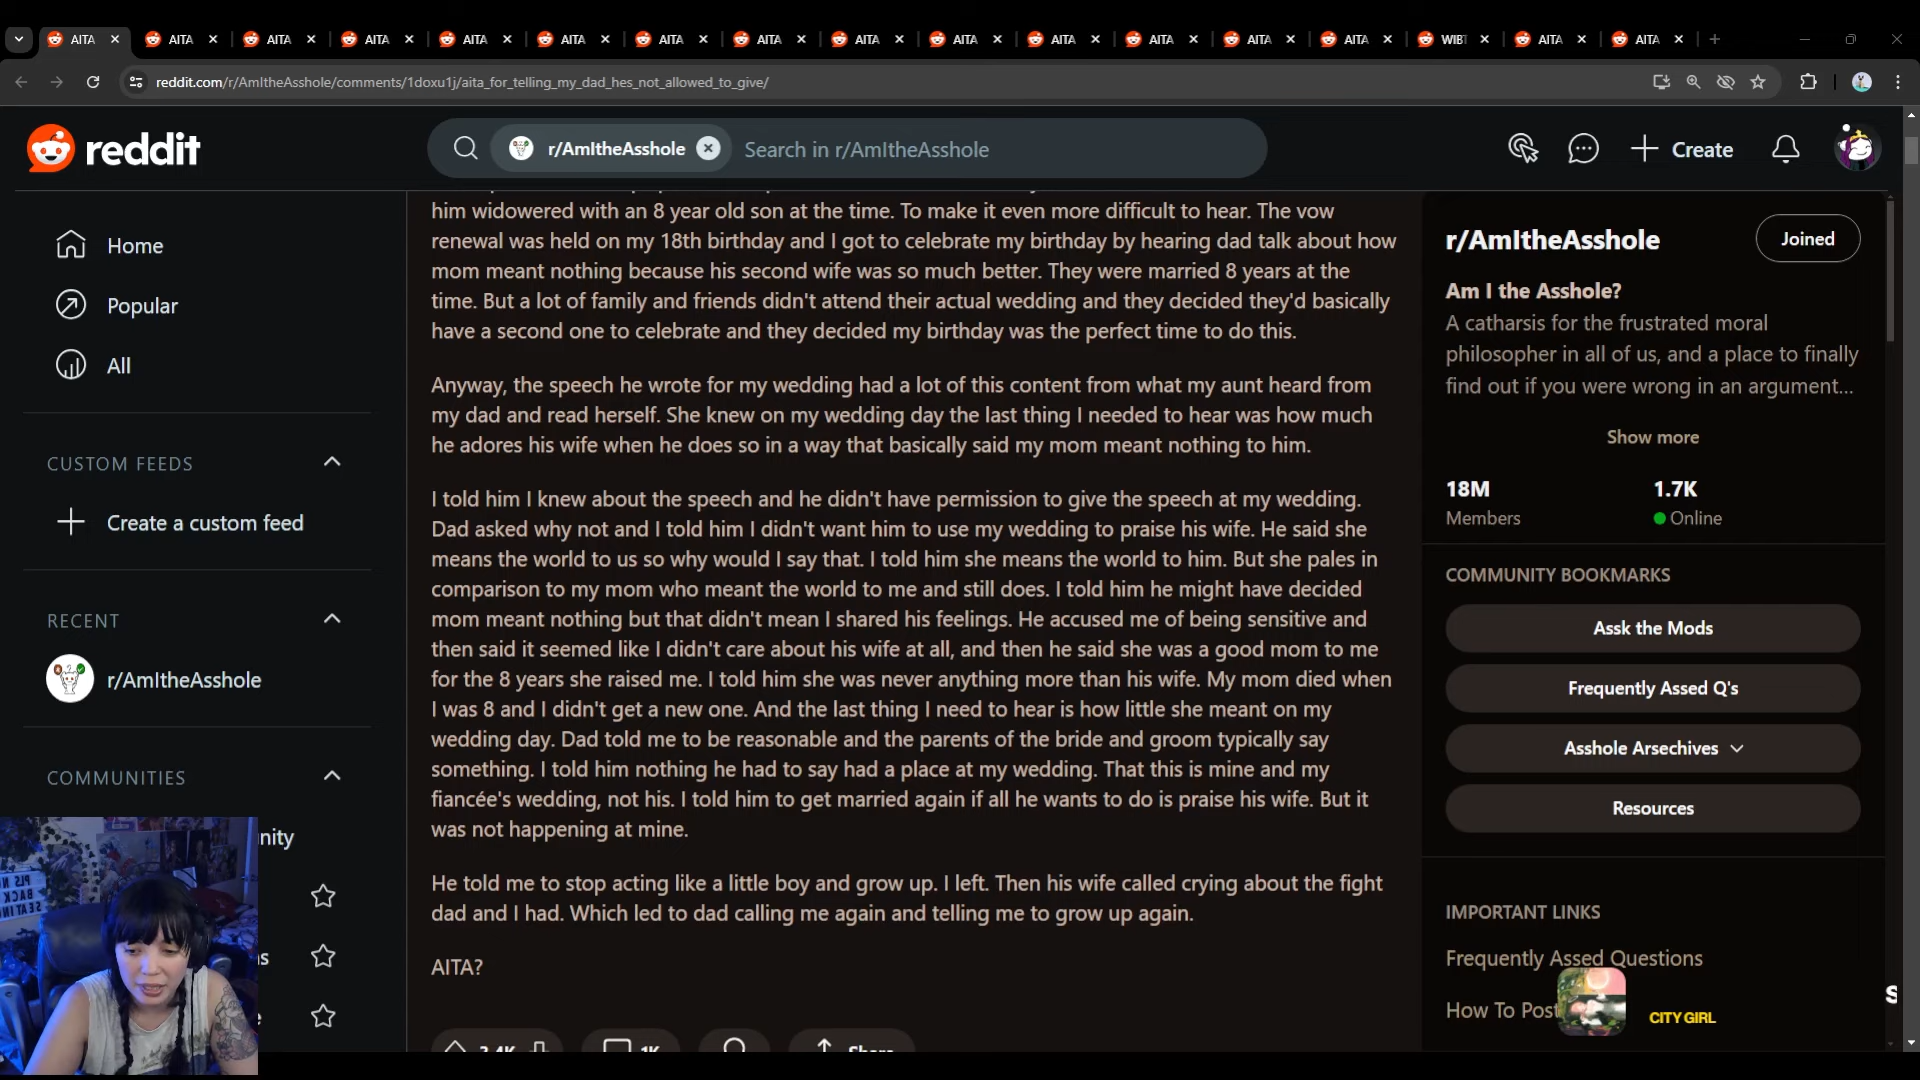 AITA AITA AITA AITA AITA AITA AITA AITA AITA AITA AITA AITA AITA AITA WIBT AITA AITA
reddit.com/r/AmItheAsshole/comments/1doxu1j/aita_for_telling_my_dad_hes_not_allowed_to_give/
reddit
r/AmItheAsshole
Search in r/AmItheAsshole
Create
Home
Popular
All
CUSTOM FEEDS
Create a custom feed
RECENT
r/AmItheAsshole
COMMUNITIES
nity
him widowered with an 8 year old son at the time. To make it even more difficult to hear. The vow
renewal was held on my 18th birthday and I got to celebrate my birthday by hearing dad talk about how
mom meant nothing because his second wife was so much better. They were married 8 years at the
time. But a lot of family and friends didn't attend their actual wedding and they decided they'd basically
have a second one to celebrate and they decided my birthday was the perfect time to do this.
Anyway, the speech he wrote for my wedding had a lot of this content from what my aunt heard from
my dad and read herself. She knew on my wedding day the last thing I needed to hear was how much
he adores his wife when he does so in a way that basically said my mom meant nothing to him.
I told him I knew about the speech and he didn't have permission to give the speech at my wedding.
Dad asked why not and I told him I didn't want him to use my wedding to praise his wife. He said she
means the world to us so why would I say that. I told him she means the world to him. But she pales in
comparison to my mom who meant the world to me and still does. I told him he might have decided
mom meant nothing but that didn't mean I shared his feelings. He accused me of being sensitive and
then said it seemed like I didn't care about his wife at all, and then he said she was a good mom to me
for the 8 years she raised me. I told him she was never anything more than his wife. My mom died when
I was 8 and I didn't get a new one. And the last thing I need to hear is how little she meant on my
wedding day. Dad told me to be reasonable and the parents of the bride and groom typically say
something. I told him nothing he had to say had a place at my wedding. That this is mine and my
fiancée's wedding, not his. I told him to get married again if all he wants to do is praise his wife. But it
was not happening at mine.
He told me to stop acting like a little boy and grow up. I left. Then his wife called crying about the fight
dad and I had. Which led to dad calling me again and telling me to grow up again.
AITA?
1K
Share
r/AmItheAsshole
Joined
Am I the Asshole?
A catharsis for the frustrated moral
philosopher in all of us, and a place to finally
find out if you were wrong in an argument...
Show more
18M
1.7K
Members
Online
COMMUNITY BOOKMARKS
Assk the Mods
Frequently Assed Q's
Asshole Arsechives
Resources
IMPORTANT LINKS
Frequently Assed Questions
How To Post
CITY GIRL
S